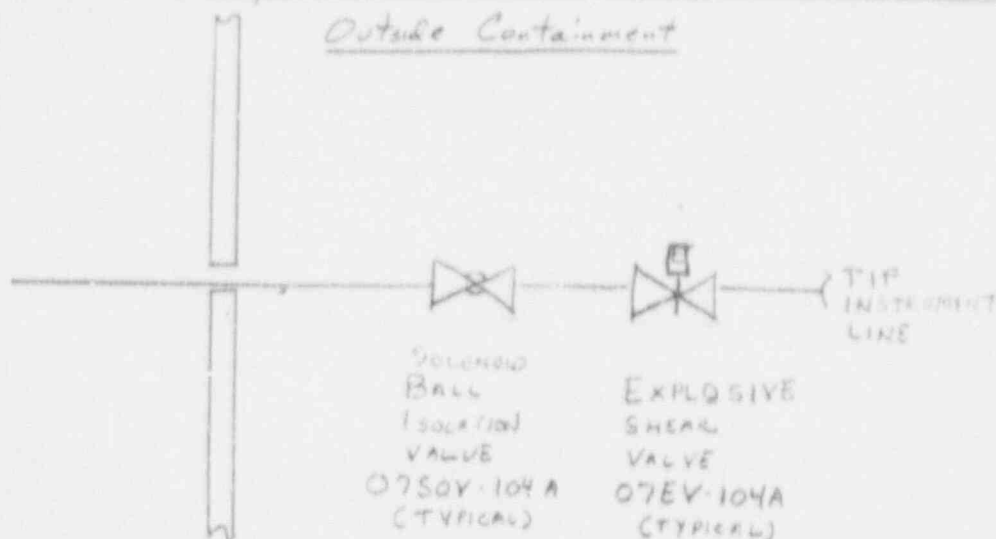 Outside Containment
TIP
INSTRUMENT
LINE
SOLENOID
BALL
ISOLATION
VALVE
07SOV-104A
(TYPICAL)
EXPLOSIVE
SHEAR
VALVE
07EV-104A
(TYPICAL)